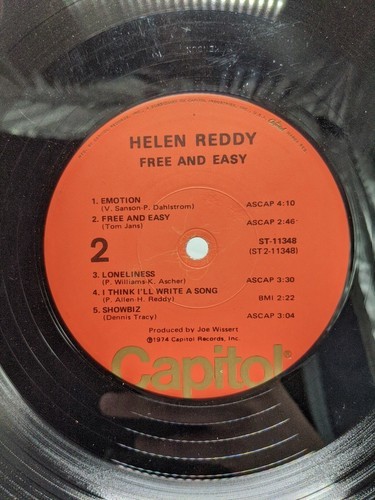 HELEN REDDY
FREE AND EASY
1. EMOTION
(V. Sanson-P. Dahlstrom) ASCAP 4:10
2. FREE AND EASY
(Tom Jans) ASCAP 2:46
2
ST-11348
(ST2-11348)
3. LONELINESS
(P. Williams-K. Ascher) ASCAP 3:30
4. I THINK I'LL WRITE A SONG
(P. Allen-H. Reddy) BMI 2:22
5. SHOWBIZ
(Dennis Tracy) ASCAP 3:04
Produced by Joe Wissert
℗1974 Capitol Records, Inc.
Capitol®